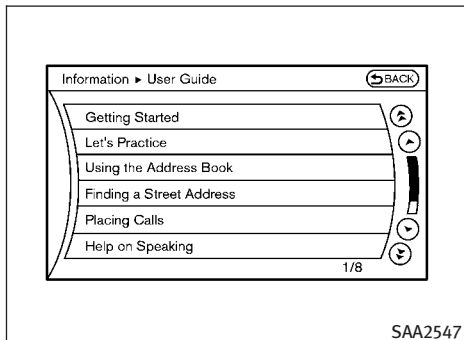 Information ▸ User Guide
BACK
Getting Started
Let's Practice
Using the Address Book
Finding a Street Address
Placing Calls
Help on Speaking
1/8
SAA2547